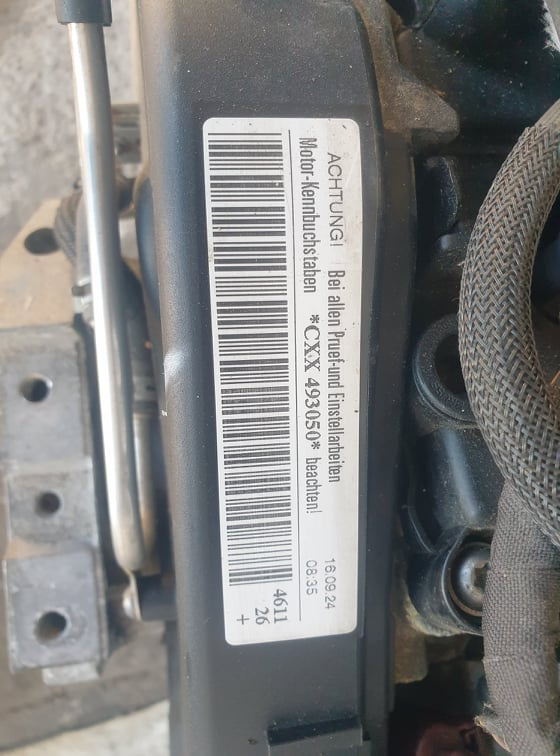 ACHTUNG! Bei allen Pruef-und Einstellarbeiten 16.09.24
Motor-Kennbuchstaben *CXX 493050* beachten! 08:35
4611
26
+